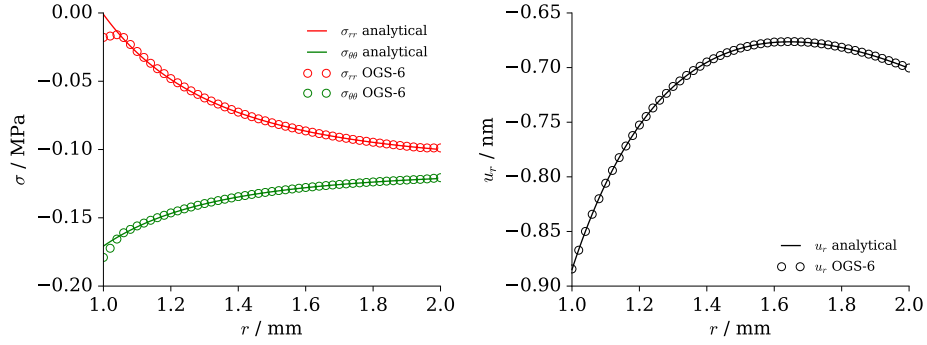 0.00
−0.05
−0.10
−0.15
−0.20
σ / MPa
1.0 1.2 1.4 1.6 1.8 2.0
r / mm
σrr analytical
σθθ analytical
σrr OGS-6
σθθ OGS-6
−0.65
−0.70
−0.75
−0.80
−0.85
−0.90
ur / nm
1.0 1.2 1.4 1.6 1.8 2.0
r / mm
ur analytical
ur OGS-6